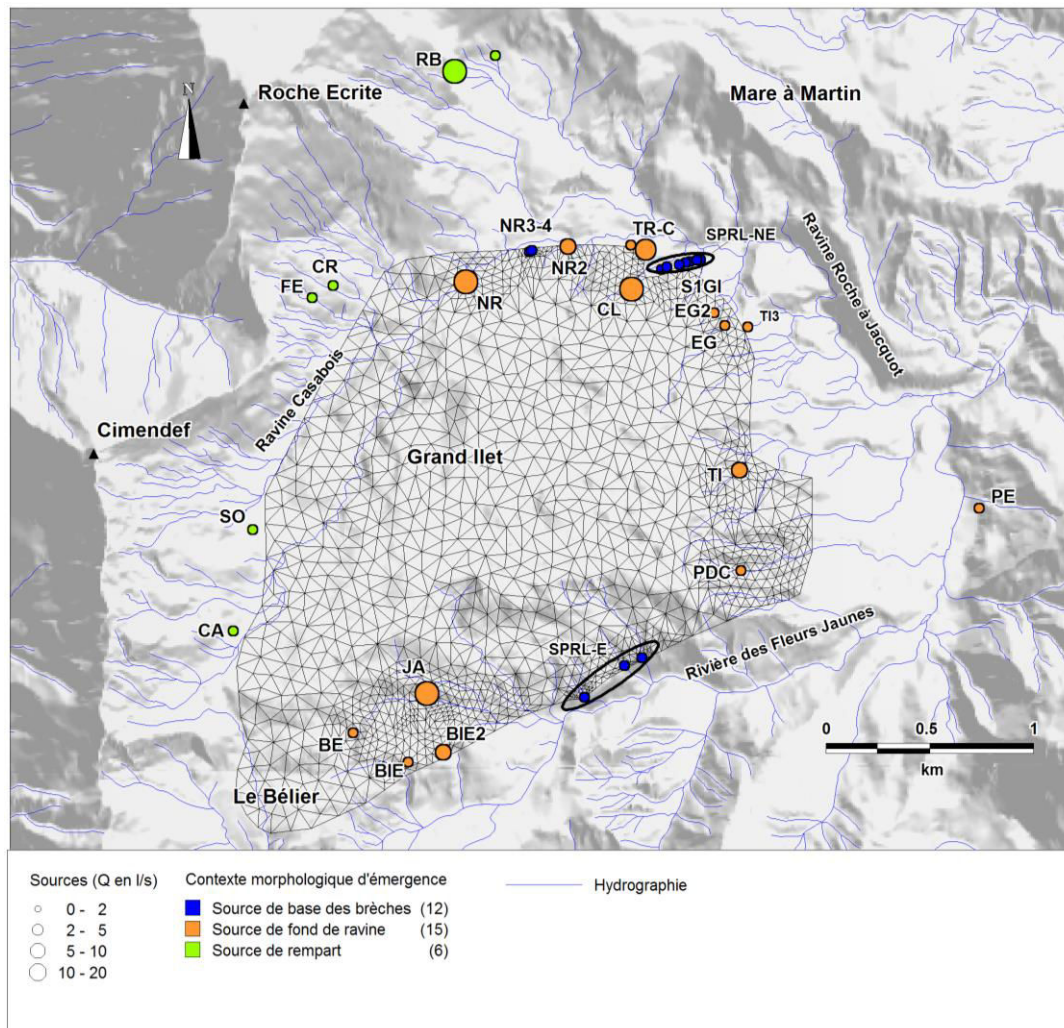 RB
N
Roche Ecrite
Mare à Martin
NR3-4
TR-C
SPRL-NE
Ravine Roche à Jacquot
CR
FE
NR2
NR
CL
S1GI
EG2
TI3
EG
Ravine Casabois
Cimendef
Grand Ilet
TI
PE
SO
PDC
CA
SPRL-E
Rivière des Fleurs Jaunes
JA
BE
BIE2
BIE
0 0.5 1
km
Le Bélier
Sources (Q en l/s)
0 - 2
2 - 5
5 - 10
10 - 20
Contexte morphologique d'émergence
Source de base des brèches (12)
Source de fond de ravine (15)
Source de rempart (6)
Hydrographie